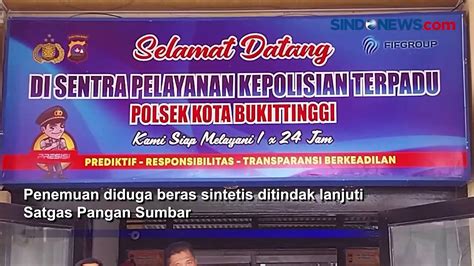 SINDONEWS.com
Selamat Datang
FIFGROUP
DI SENTRA PELAYANAN KEPOLISIAN TERPADU
POLSEK KOTA BUKITTINGGI
Kami Siap Melayani 1 x 24 Jam
PRESISI
PREDIKTIF - RESPONSIBILITAS - TRANSPARANSI BERKEADILAN
Penemuan diduga beras sintetis ditindak lanjuti
Satgas Pangan Sumbar